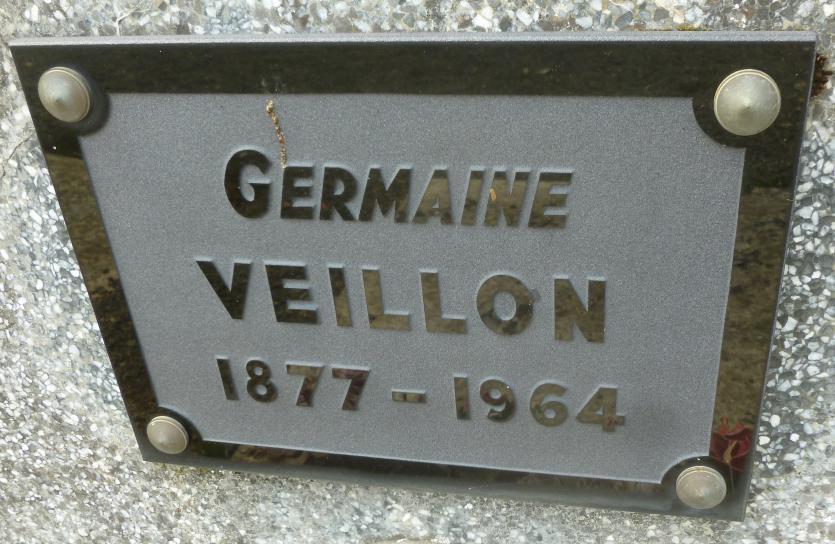 GERMAINE
VEILLON
1877 - 1964